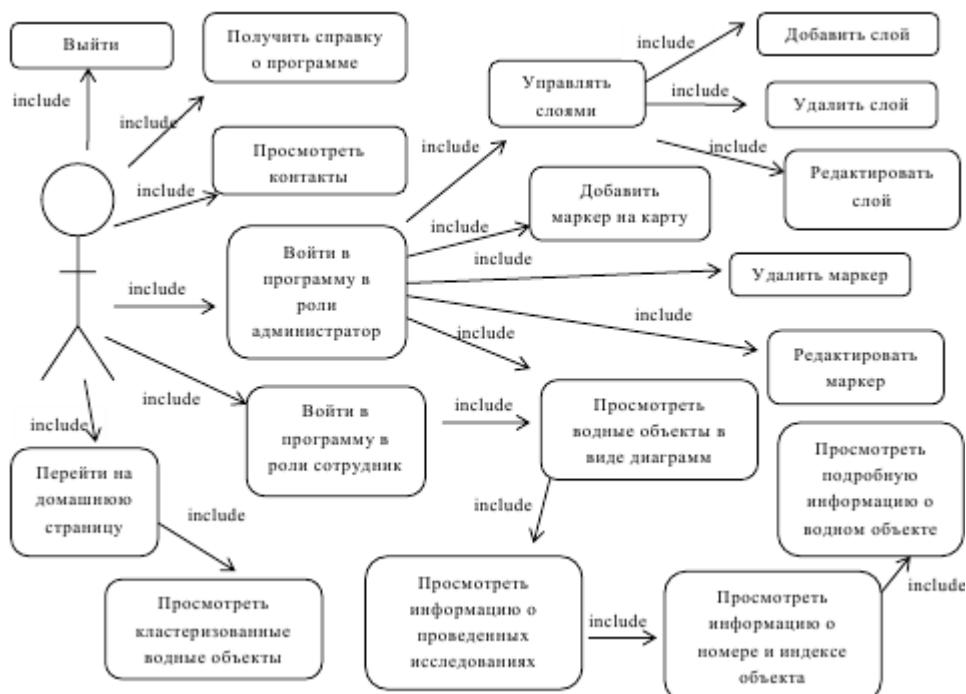 Выйти
include
Получить справку
о программе
include
Просмотреть
контакты
include
Войти в
программу в
роли
администратор
include
Управлять
слоями
include
Добавить слой
include
Удалить слой
include
Редактировать
слой
include
Добавить
маркер на карту
include
Удалить маркер
include
Редактировать
маркер
include
include
Войти в
программу в
роли сотрудник
include
include
Просмотреть
водные объекты в
виде диаграмм
Перейти на
домашнюю
страницу
include
Просмотреть
кластеризованные
водные объекты
include
include
Просмотреть
информацию о
проведенных
исследованиях
include
Просмотреть
информацию о
номере и индексе
объекта
include
Просмотреть
подробную
информацию о
водном объекте